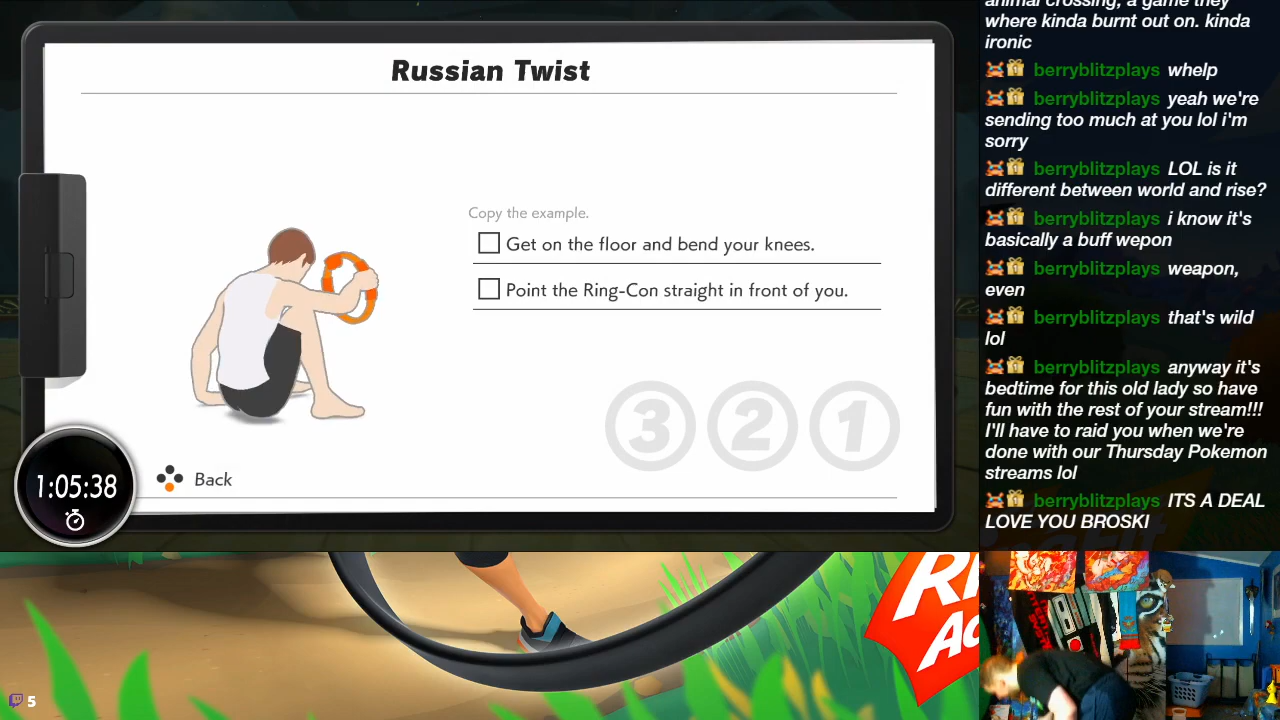 Russian Twist
Copy the example.
Get on the floor and bend your knees.
Point the Ring-Con straight in front of you.
3 2 1
Back
1:05:38
5
animal crossing, a game they
where kinda burnt out on. kinda
ironic
berryblitzplays whelp
berryblitzplays yeah we're
sending too much at you lol i'm
sorry
berryblitzplays LOL is it
different between world and rise?
berryblitzplays i know it's
basically a buff wepon
berryblitzplays weapon,
even
berryblitzplays that's wild
lol
berryblitzplays anyway it's
bedtime for this old lady so have
fun with the rest of your stream!!!
I'll have to raid you when we're
done with our Thursday Pokemon
streams lol
berryblitzplays ITS A DEAL
LOVE YOU BROSKI